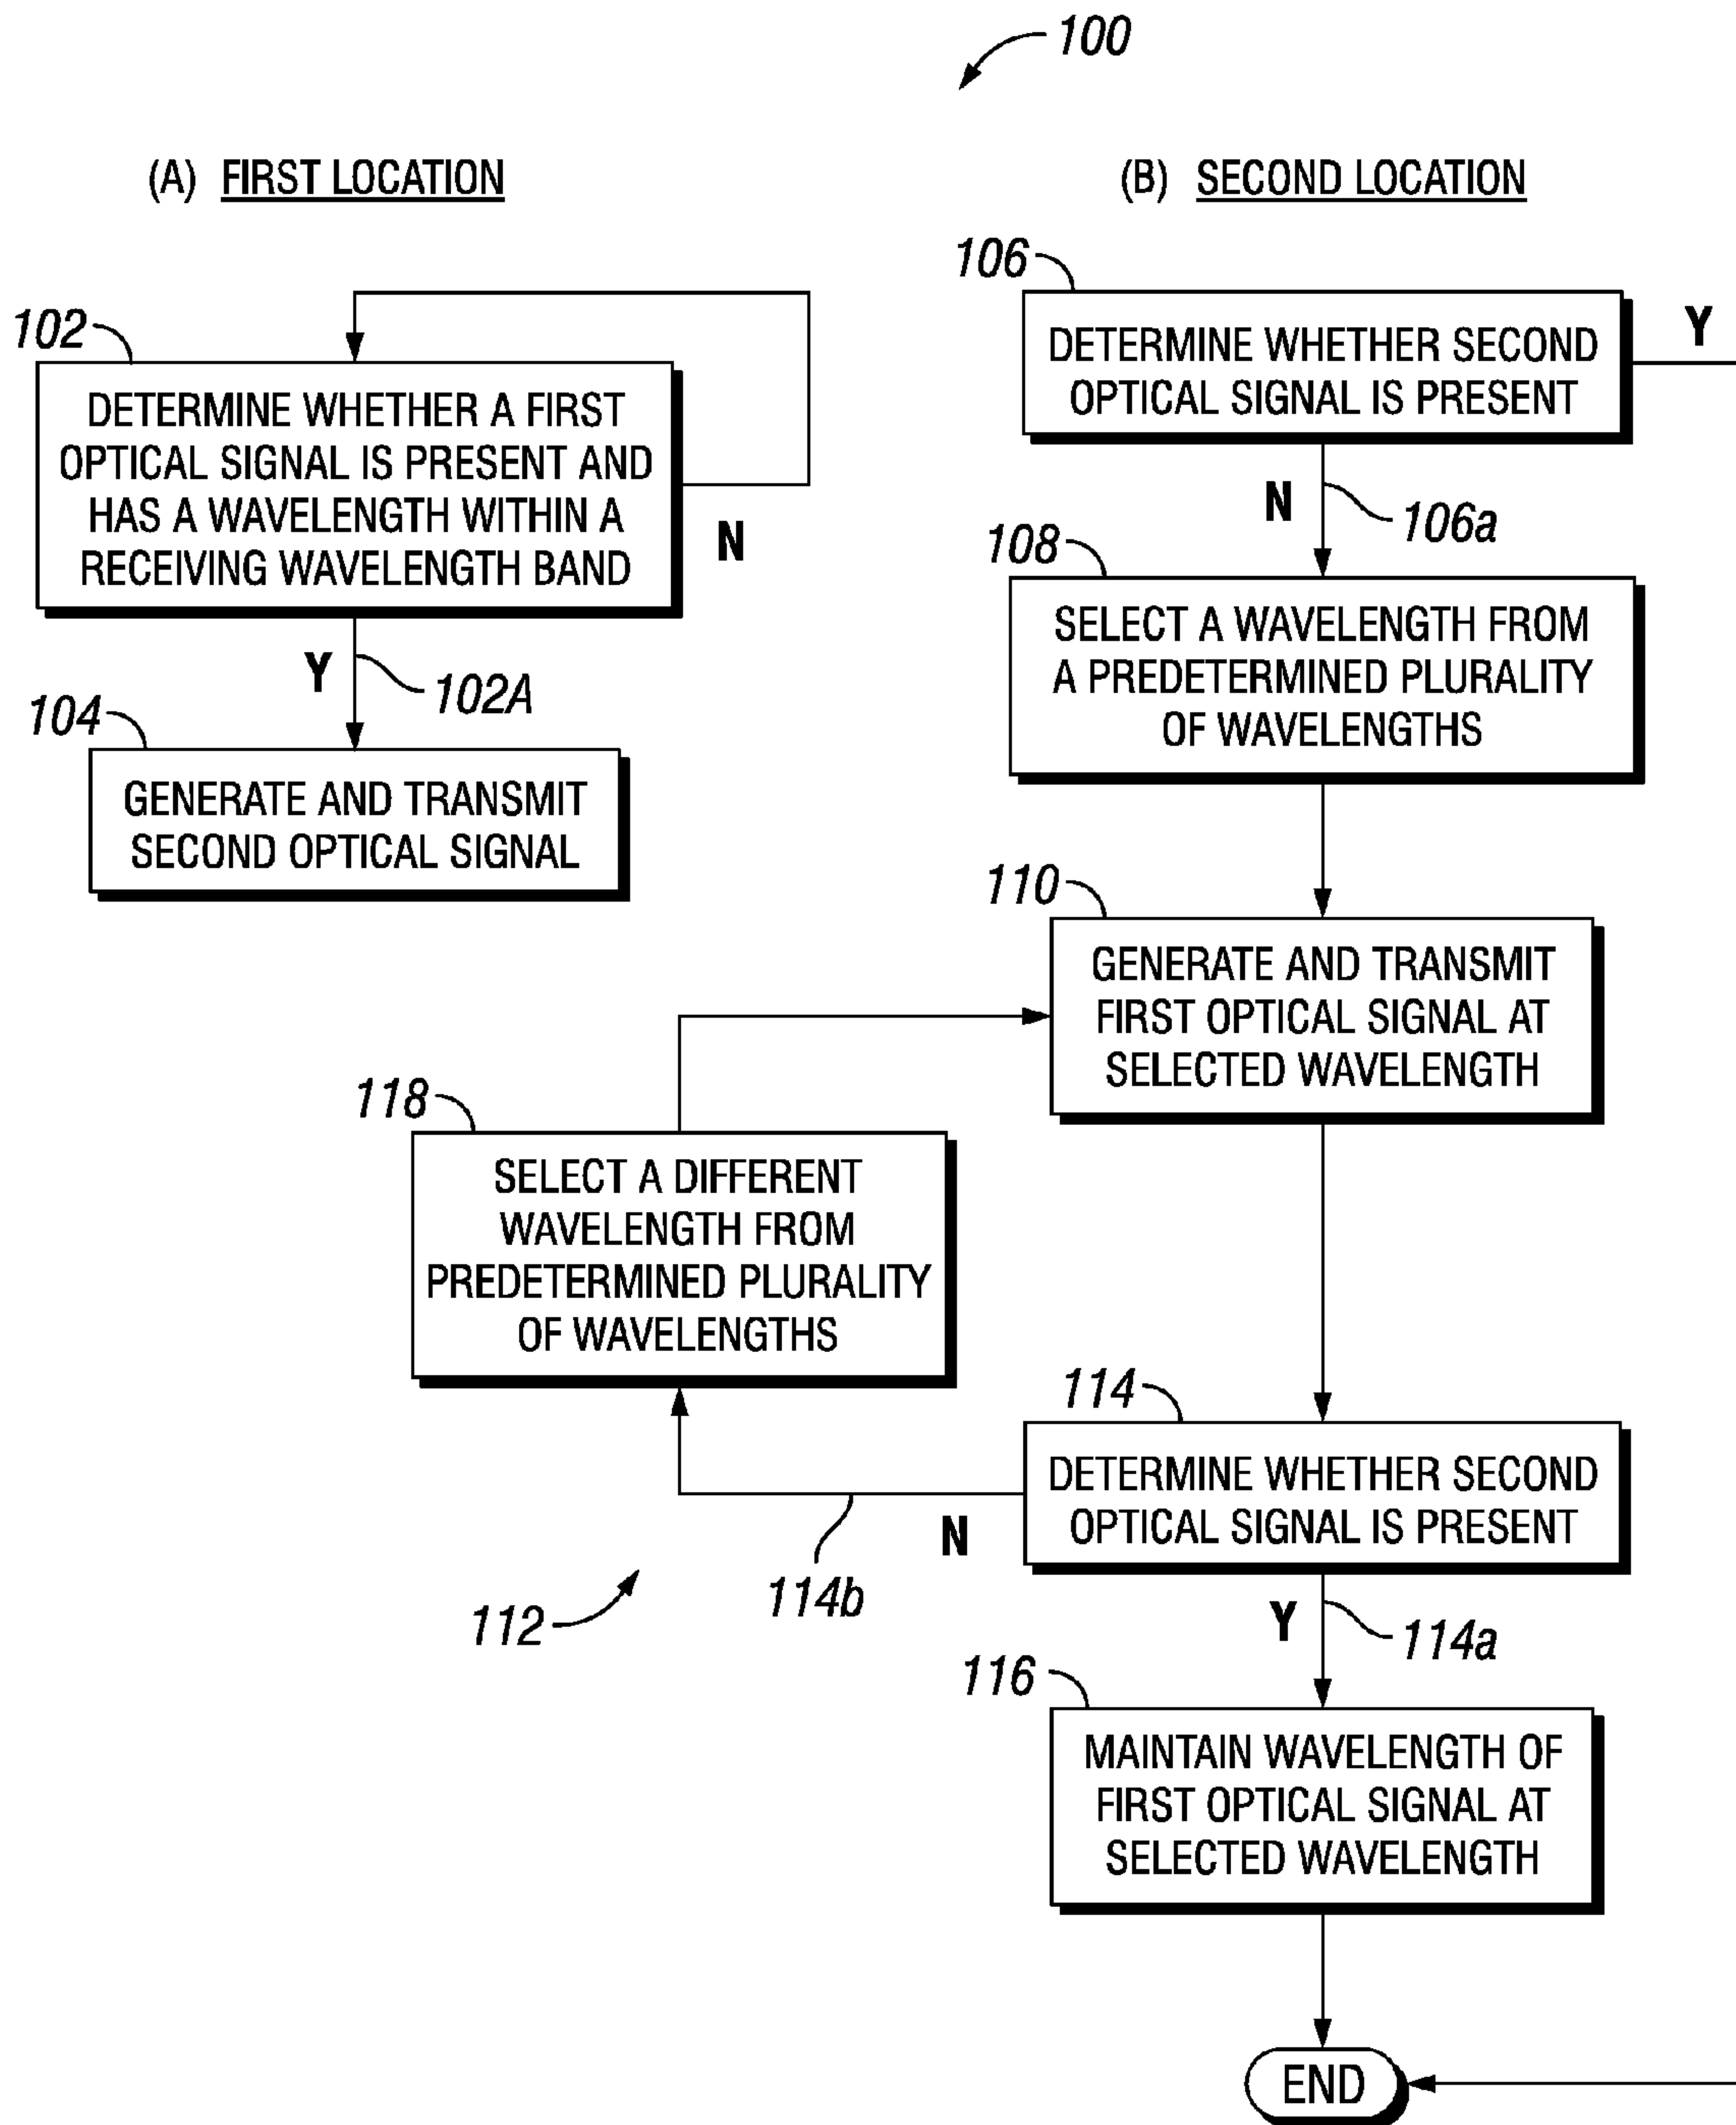 100
(A) FIRST LOCATION
102
DETERMINE WHETHER A FIRST
OPTICAL SIGNAL IS PRESENT AND
HAS A WAVELENGTH WITHIN A
RECEIVING WAVELENGTH BAND
N
Y
102A
104
GENERATE AND TRANSMIT
SECOND OPTICAL SIGNAL
(B) SECOND LOCATION
106
DETERMINE WHETHER SECOND
OPTICAL SIGNAL IS PRESENT
Y
N
106a
108
SELECT A WAVELENGTH FROM
A PREDETERMINED PLURALITY
OF WAVELENGTHS
110
GENERATE AND TRANSMIT
FIRST OPTICAL SIGNAL AT
SELECTED WAVELENGTH
118
SELECT A DIFFERENT
WAVELENGTH FROM
PREDETERMINED PLURALITY
OF WAVELENGTHS
114
DETERMINE WHETHER SECOND
OPTICAL SIGNAL IS PRESENT
N
114b
112
Y
114a
116
MAINTAIN WAVELENGTH OF
FIRST OPTICAL SIGNAL AT
SELECTED WAVELENGTH
END